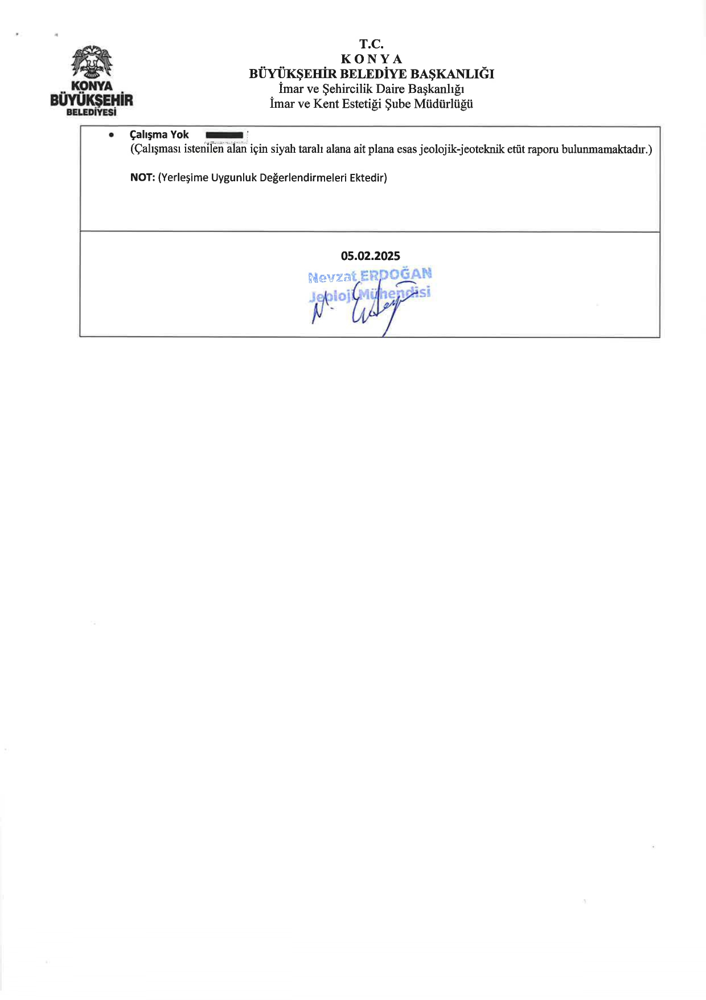 KONYA
BÜYÜKŞEHİR
BELEDİYESİ
T.C.
K O N Y A
BÜYÜKŞEHİR BELEDİYE BAŞKANLIĞI
İmar ve Şehircilik Daire Başkanlığı
İmar ve Kent Estetiği Şube Müdürlüğü
• Çalışma Yok
(Çalışması istenilen alan için siyah taralı alana ait plana esas jeolojik-jeoteknik etüt raporu bulunmamaktadır.)
NOT: (Yerleşime Uygunluk Değerlendirmeleri Ektedir)
05.02.2025
Nevzat ERDOĞAN
Jeoloji Mühendisi